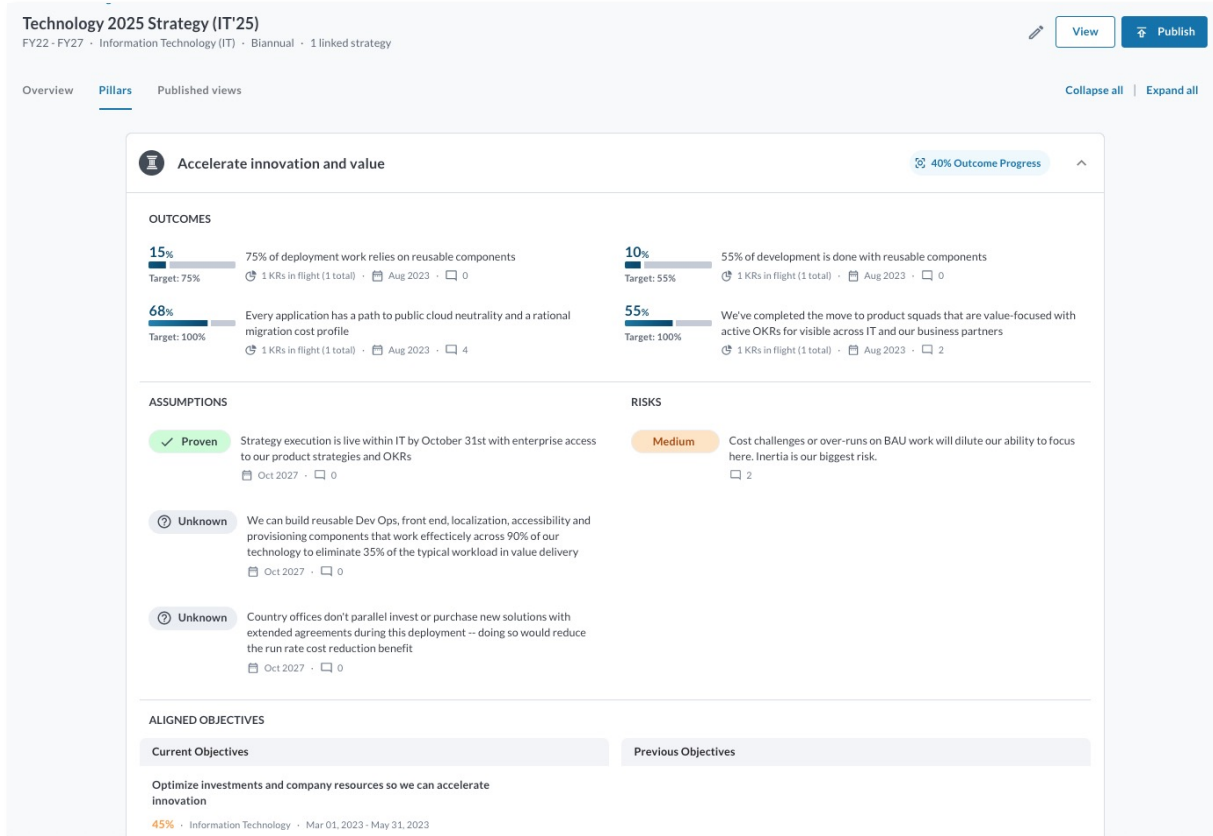 Technology 2025 Strategy (IT'25)
FY22 - FY27 · Information Technology (IT) · Biannual · 1 linked strategy
View
Publish
Overview
Pillars
Published views
Collapse all | Expand all
Accelerate innovation and value
40% Outcome Progress
OUTCOMES
15%
Target: 75%
75% of deployment work relies on reusable components
1 KRs in flight (1 total) · Aug 2023 · 0
10%
Target: 55%
55% of development is done with reusable components
1 KRs in flight (1 total) · Aug 2023 · 0
68%
Target: 100%
Every application has a path to public cloud neutrality and a rational
migration cost profile
1 KRs in flight (1 total) · Aug 2023 · 4
55%
Target: 100%
We've completed the move to product squads that are value-focused with
active OKRs for visible across IT and our business partners
1 KRs in flight (1 total) · Aug 2023 · 2
ASSUMPTIONS
Proven
Strategy execution is live within IT by October 31st with enterprise access
to our product strategies and OKRs
Oct 2027 · 0
Unknown
We can build reusable Dev Ops, front end, localization, accessibility and
provisioning components that work effecticely across 90% of our
technology to eliminate 35% of the typical workload in value delivery
Oct 2027 · 0
Unknown
Country offices don't parallel invest or purchase new solutions with
extended agreements during this deployment -- doing so would reduce
the run rate cost reduction benefit
Oct 2027 · 0
RISKS
Medium
Cost challenges or over-runs on BAU work will dilute our ability to focus
here. Inertia is our biggest risk.
2
ALIGNED OBJECTIVES
Current Objectives
Optimize investments and company resources so we can accelerate
innovation
45% · Information Technology · Mar 01, 2023 - May 31, 2023
Previous Objectives